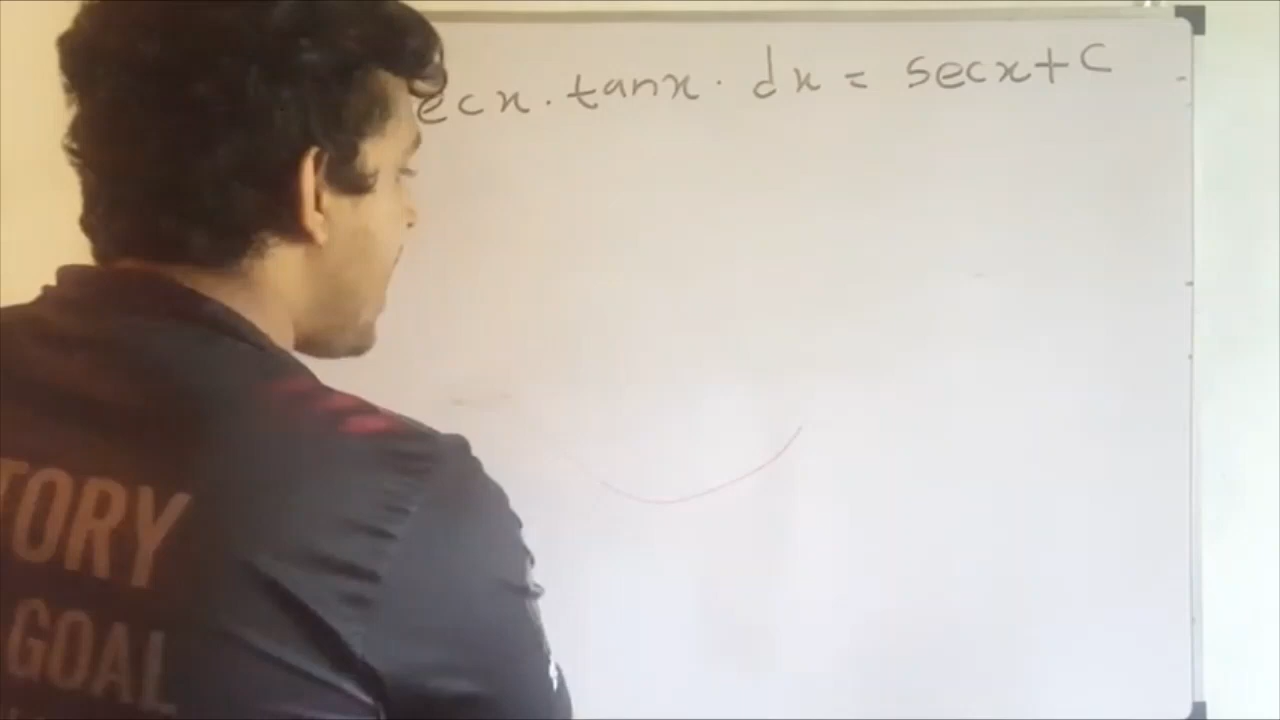 ecx . tanx . dx = secx + C
TORY
GOAL